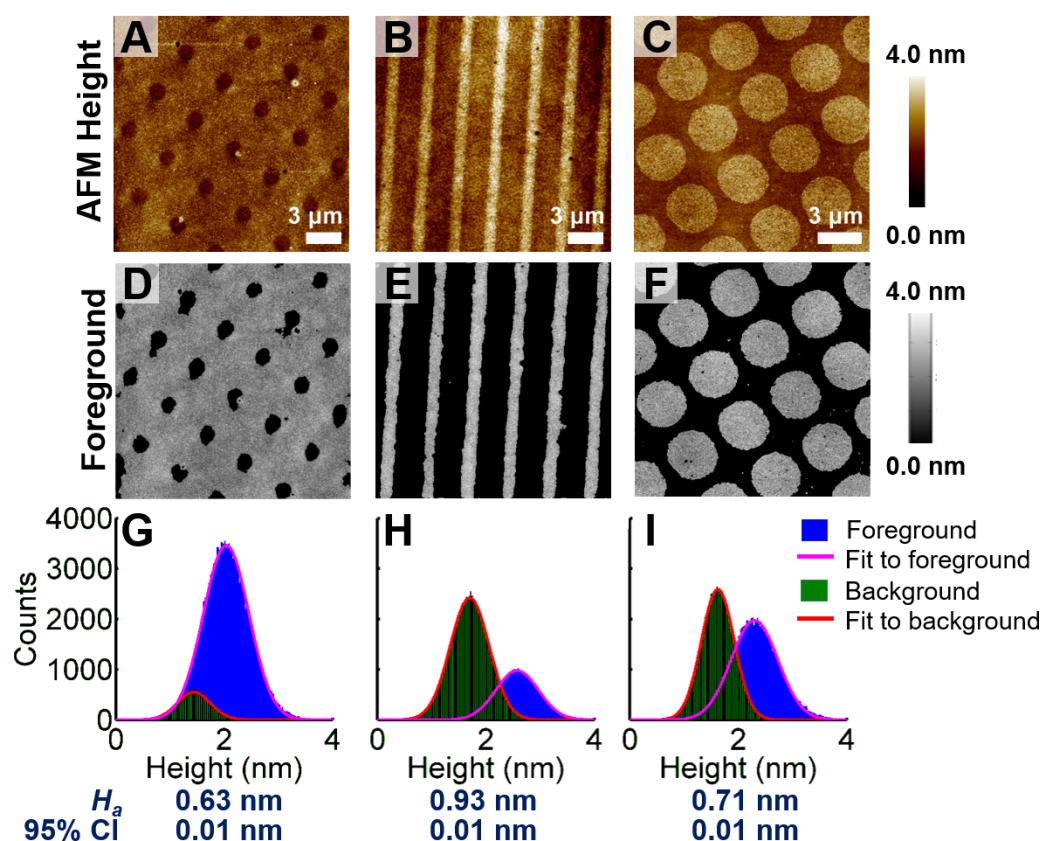 AFM Height
A
B
C
4.0 nm
0.0 nm
3 μm
3 μm
3 μm
Foreground
D
E
F
4.0 nm
0.0 nm
G
H
I
Counts
4000
3000
2000
1000
0
0 2 4
0 2 4
0 2 4
Height (nm)
Height (nm)
Height (nm)
Foreground
Fit to foreground
Background
Fit to background
Ha 0.63 nm 0.93 nm 0.71 nm
95% CI 0.01 nm 0.01 nm 0.01 nm